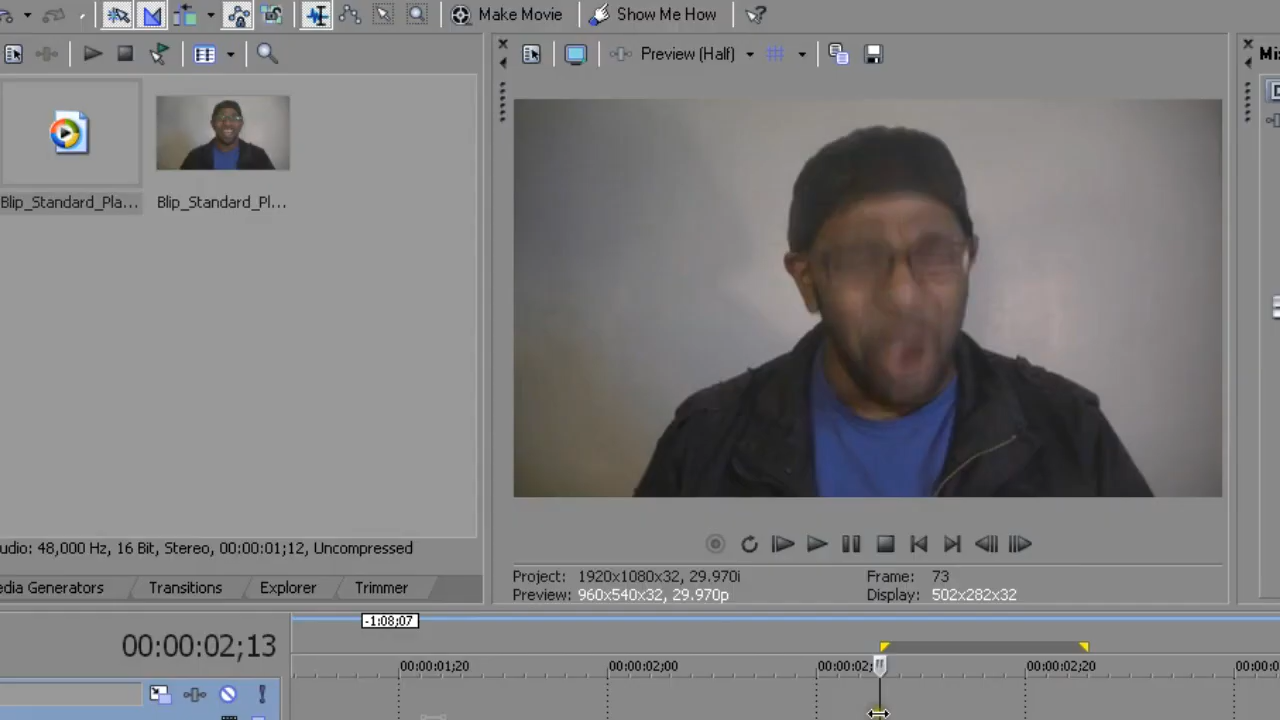 Make Movie
Show Me How
Preview (Half)
Blip_Standard_Pla...
Blip_Standard_Pl...
udio: 48,000 Hz, 16 Bit, Stereo, 00:00:01;12, Uncompressed
edia Generators
Transitions
Explorer
Trimmer
Project: 1920x1080x32, 29.970i
Frame: 73
Preview: 960x540x32, 29.970p
Display: 502x282x32
-1:08;07
00:00:02;13
00:00:01;20
00:00:02;00
00:00:02;
00:00:02;20
00:00:0